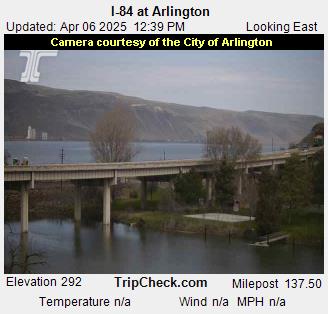 I-84 at Arlington
Updated: Apr 06 2025 12:39 PM Looking East
Camera courtesy of the City of Arlington
Elevation 292 TripCheck.com Milepost 137.50
Temperature n/a Wind n/a MPH n/a